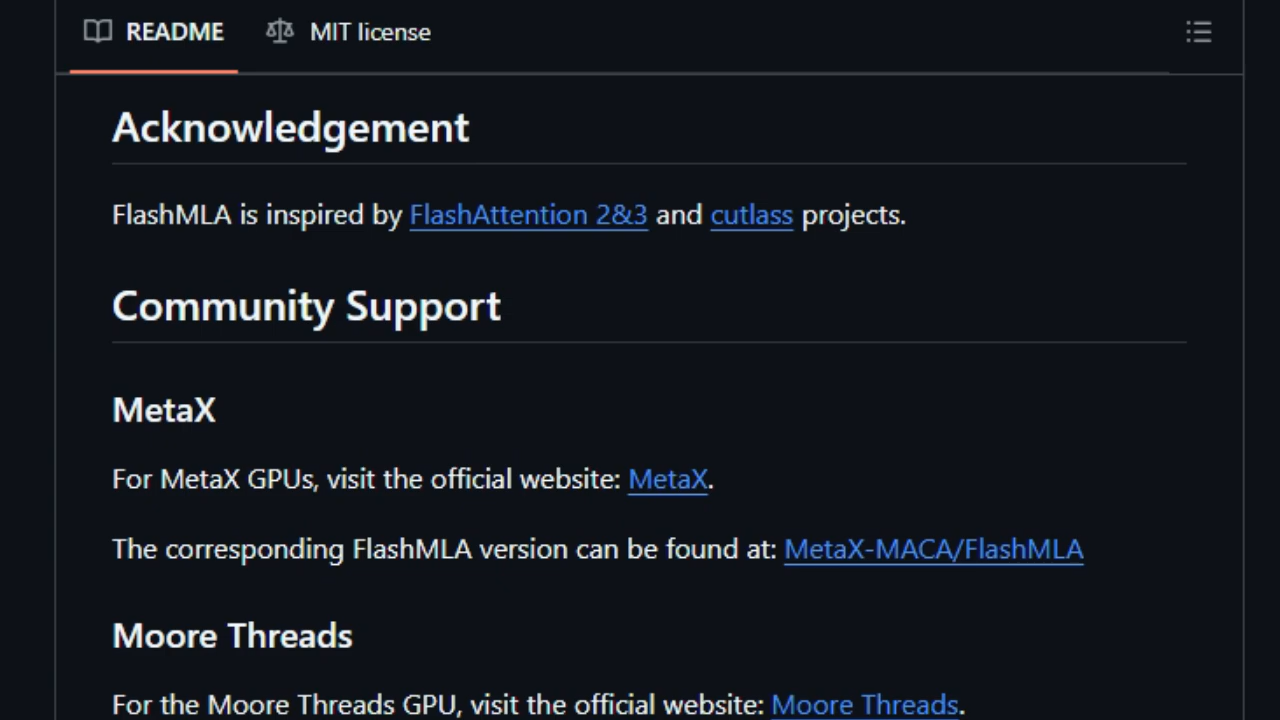 README
MIT license
Acknowledgement
FlashMLA is inspired by FlashAttention 2&3 and cutlass projects.
Community Support
MetaX
For MetaX GPUs, visit the official website: MetaX.
The corresponding FlashMLA version can be found at: MetaX-MACA/FlashMLA
Moore Threads
For the Moore Threads GPU, visit the official website: Moore Threads.